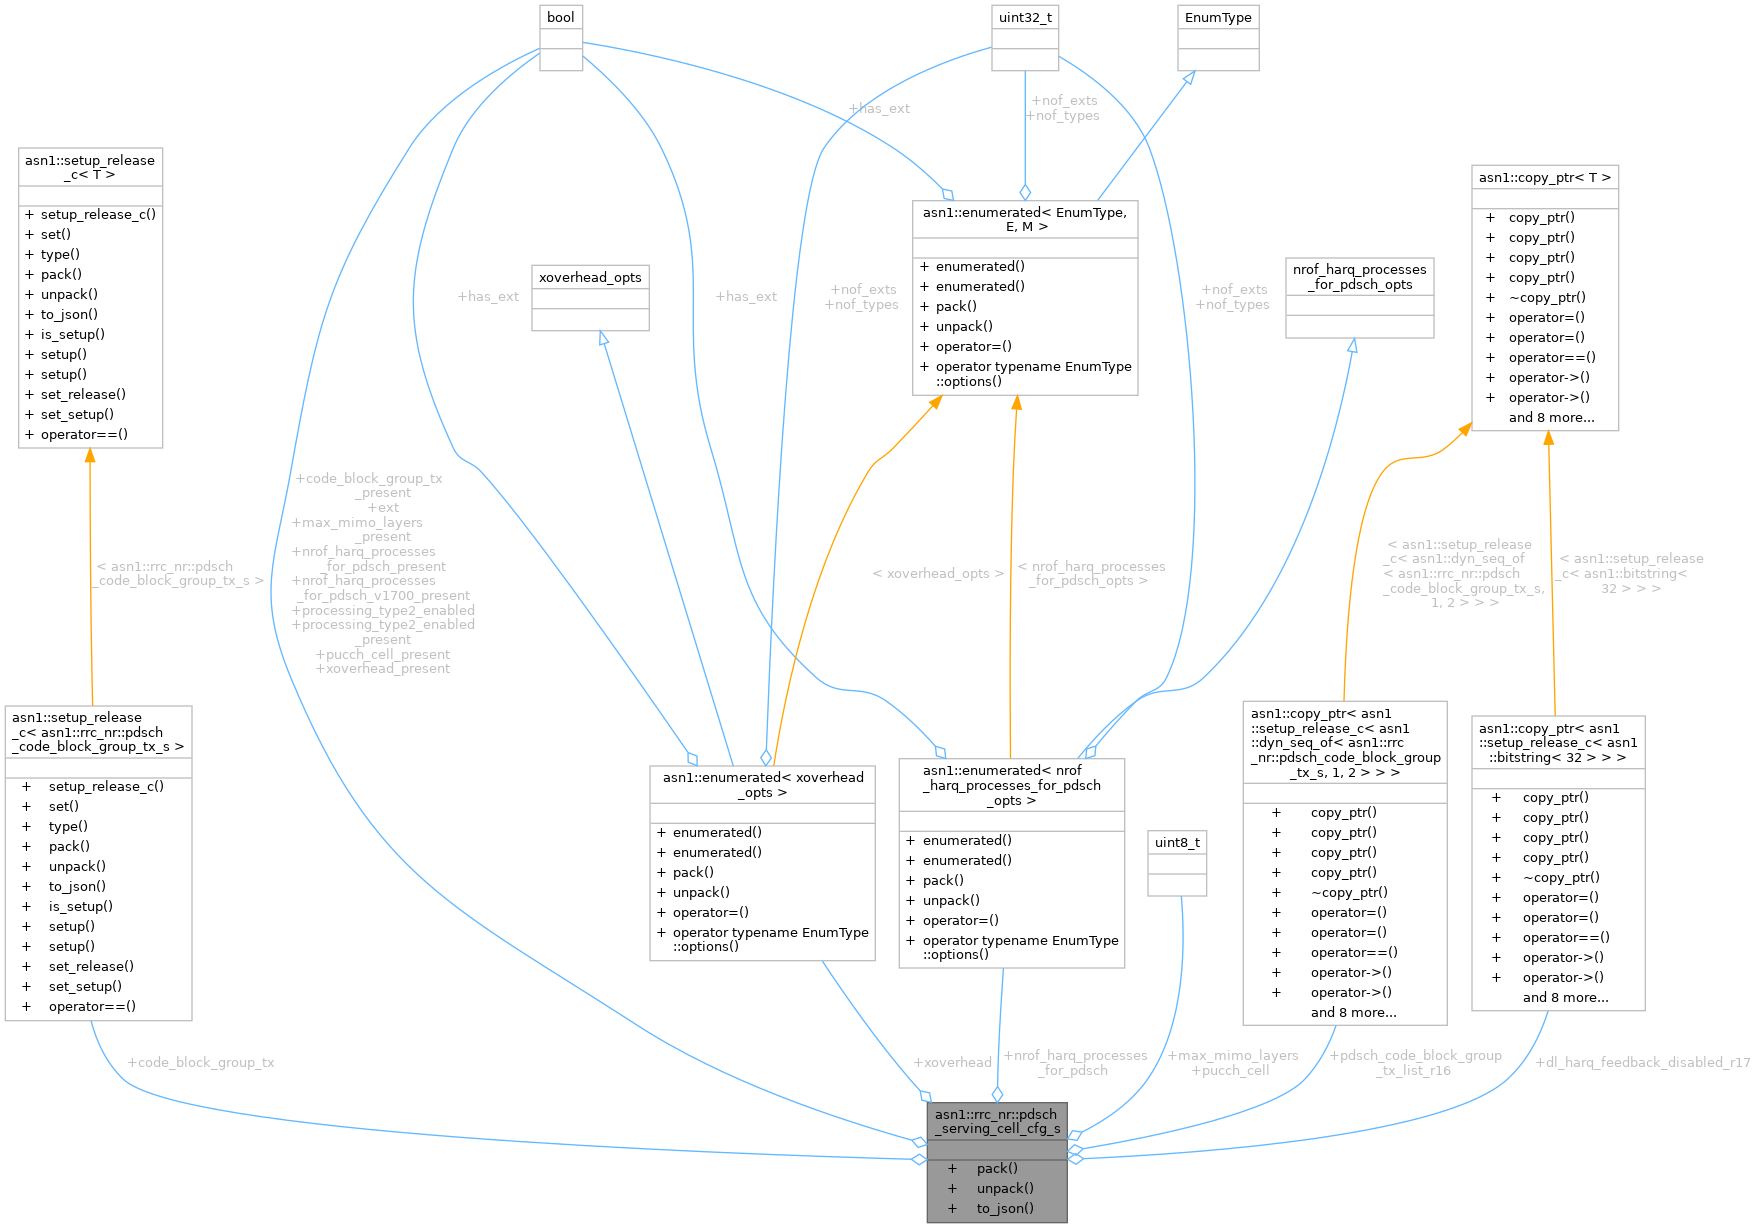 bool
uint32_t
EnumType
+has_ext
+nof_exts
+nof_types
asn1::setup_release
_c< T >
+ setup_release_c()
+ set()
+ type()
+ pack()
+ unpack()
+ to_json()
+ is_setup()
+ setup()
+ setup()
+ set_release()
+ set_setup()
+ operator==()
asn1::copy_ptr< T >
+ copy_ptr()
+ copy_ptr()
+ copy_ptr()
+ copy_ptr()
+ ~copy_ptr()
+ operator=()
+ operator=()
+ operator==()
+ operator->()
+ operator->()
and 8 more...
asn1::enumerated< EnumType,
E, M >
+ enumerated()
+ enumerated()
+ pack()
+ unpack()
+ operator=()
+ operator typename EnumType
::options()
xoverhead_opts
nrof_harq_processes
_for_pdsch_opts
+has_ext
+has_ext
+nof_exts
+nof_types
+nof_exts
+nof_types
+code_block_group_tx
_present
+ext
+max_mimo_layers
_present
+nrof_harq_processes
_for_pdsch_present
+nrof_harq_processes
_for_pdsch_v1700_present
+processing_type2_enabled
+processing_type2_enabled
_present
+pucch_cell_present
+xoverhead_present
< asn1::rrc_nr::pdsch
_code_block_group_tx_s >
< xoverhead_opts >
< nrof_harq_processes
_for_pdsch_opts >
< asn1::setup_release
_c< asn1::dyn_seq_of
< asn1::rrc_nr::pdsch
_code_block_group_tx_s,
1, 2 > > >
< asn1::setup_release
_c< asn1::bitstring<
32 > > >
asn1::setup_release
_c< asn1::rrc_nr::pdsch
_code_block_group_tx_s >
+ setup_release_c()
+ set()
+ type()
+ pack()
+ unpack()
+ to_json()
+ is_setup()
+ setup()
+ setup()
+ set_release()
+ set_setup()
+ operator==()
asn1::enumerated< xoverhead
_opts >
+ enumerated()
+ enumerated()
+ pack()
+ unpack()
+ operator=()
+ operator typename EnumType
::options()
asn1::enumerated< nrof
_harq_processes_for_pdsch
_opts >
+ enumerated()
+ enumerated()
+ pack()
+ unpack()
+ operator=()
+ operator typename EnumType
::options()
uint8_t
asn1::copy_ptr< asn1
::setup_release_c< asn1
::dyn_seq_of< asn1::rrc
_nr::pdsch_code_block_group
_tx_s, 1, 2 > > >
+ copy_ptr()
+ copy_ptr()
+ copy_ptr()
+ copy_ptr()
+ ~copy_ptr()
+ operator=()
+ operator=()
+ operator==()
+ operator->()
+ operator->()
and 8 more...
asn1::copy_ptr< asn1
::setup_release_c< asn1
::bitstring< 32 > > >
+ copy_ptr()
+ copy_ptr()
+ copy_ptr()
+ copy_ptr()
+ ~copy_ptr()
+ operator=()
+ operator=()
+ operator==()
+ operator->()
+ operator->()
and 8 more...
+code_block_group_tx
+xoverhead
+nrof_harq_processes
_for_pdsch
+max_mimo_layers
+pucch_cell
+pdsch_code_block_group
_tx_list_r16
+dl_harq_feedback_disabled_r17
asn1::rrc_nr::pdsch
_serving_cell_cfg_s
+ pack()
+ unpack()
+ to_json()